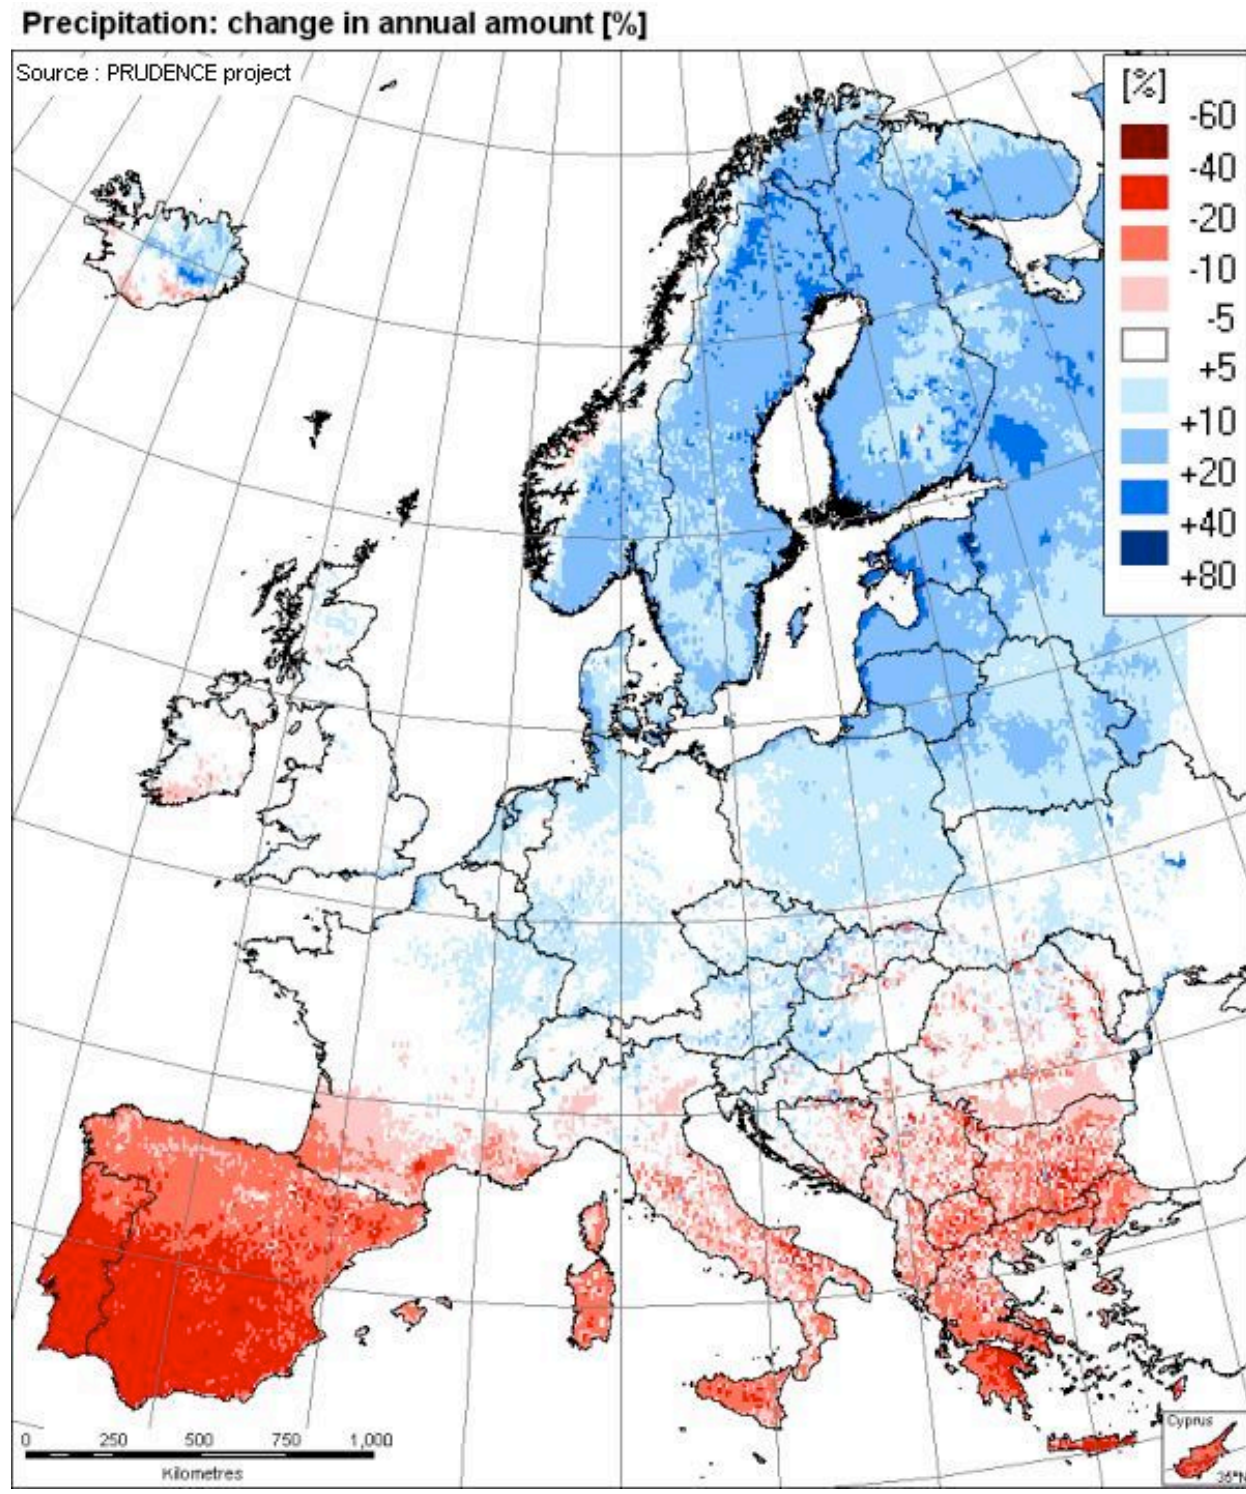 Precipitation: change in annual amount [%]
Source : PRUDENCE project
[%]
-60
-40
-20
-10
-5
+5
+10
+20
+40
+80
0 250 500 750 1,000
Kilometres
Cyprus
35°N